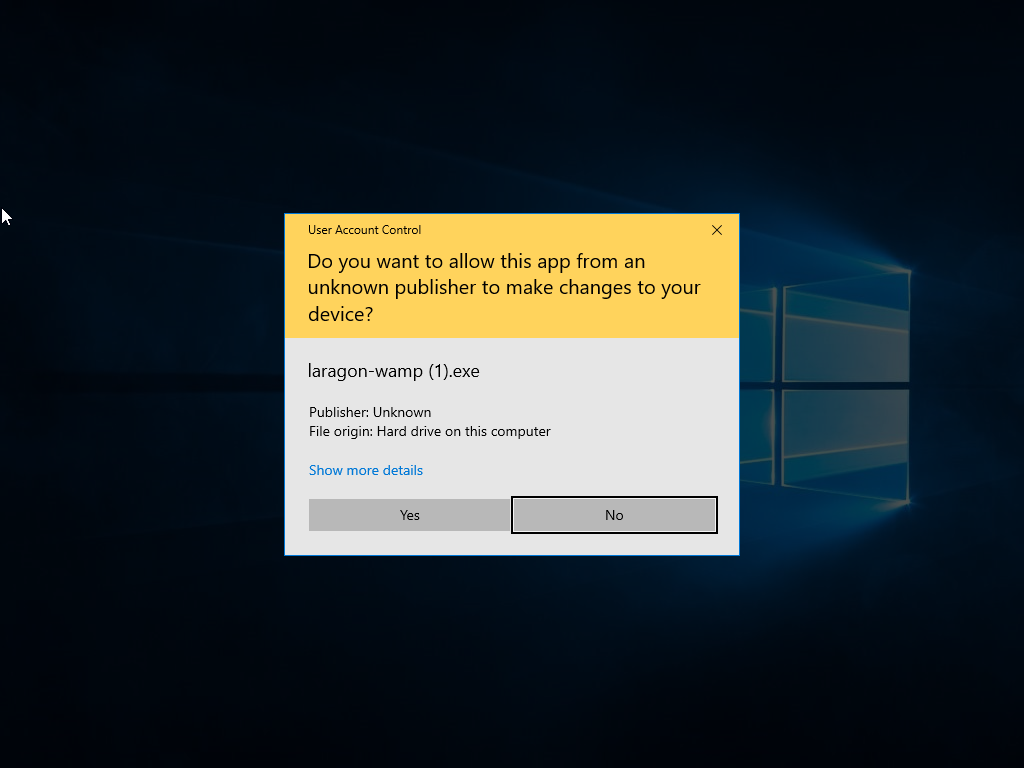 User Account Control
Do you want to allow this app from an
unknown publisher to make changes to your
device?
laragon-wamp (1).exe
Publisher: Unknown
File origin: Hard drive on this computer
Show more details
Yes No